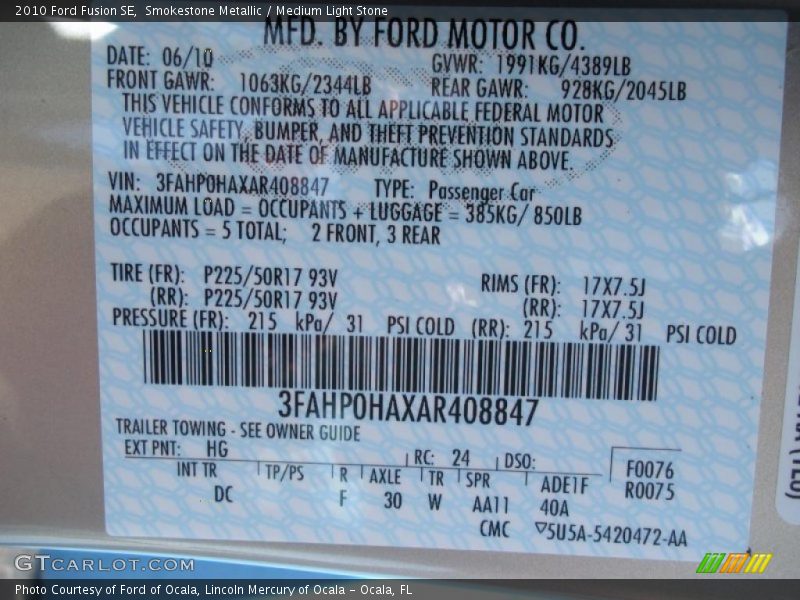 2010 Ford Fusion SE, Smokestone Metallic / Medium Light Stone
MFD. BY FORD MOTOR CO.
DATE: 06/10 GVWR: 1991KG/4389LB
FRONT GAWR: 1063KG/2344LB REAR GAWR: 928KG/2045LB
THIS VEHICLE CONFORMS TO ALL APPLICABLE FEDERAL MOTOR
VEHICLE SAFETY, BUMPER, AND THEFT PREVENTION STANDARDS
IN EFFECT ON THE DATE OF MANUFACTURE SHOWN ABOVE.
VIN: 3FAHP0HAXAR408847 TYPE: Passenger Car
MAXIMUM LOAD = OCCUPANTS + LUGGAGE = 385KG/ 850LB
OCCUPANTS = 5 TOTAL; 2 FRONT, 3 REAR
TIRE (FR): P225/50R17 93V RIMS (FR): 17X7.5J
(RR): P225/50R17 93V (RR): 17X7.5J
PRESSURE (FR): 215 kPa/ 31 PSI COLD (RR): 215 kPa/ 31 PSI COLD
3FAHP0HAXAR408847
TRAILER TOWING - SEE OWNER GUIDE
EXT PNT: HG RC: 24 DSO: F0076
INT TR TP/PS R AXLE TR SPR ADE1F R0075
DC F 30 W AA11 40A
CMC ▽5U5A-5420472-AA
GTCARLOT.COM
Photo Courtesy of Ford of Ocala, Lincoln Mercury of Ocala - Ocala, FL